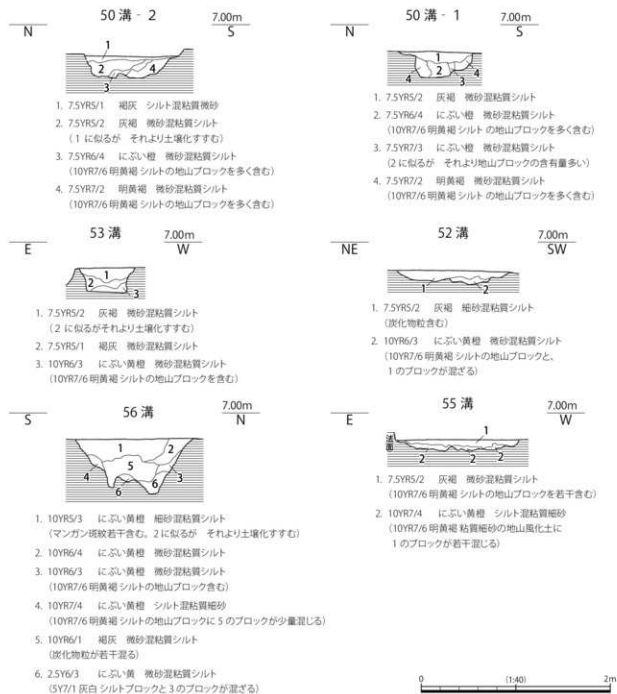 50 溝 - 2
N 7.00m S
1
2 4
3
1. 7.5YR5/1 褐灰 シルト混粘質微砂
2. 7.5YR5/2 灰褐 微砂混粘質シルト
(1 に似るが それより土壌化すすむ)
3. 7.5YR6/4 にぶい橙 微砂混粘質シルト
(10YR7/6 明黄褐 シルトの地山ブロックを多く含む)
4. 7.5YR7/2 明黄褐 微砂混粘質シルト
(10YR7/6 明黄褐 シルトの地山ブロックを多く含む)
50 溝 - 1
N 7.00m S
1
4 2 3 4
1. 7.5YR5/2 灰褐 微砂混粘質シルト
2. 7.5YR6/4 にぶい橙 微砂混粘質シルト
(10YR7/6 明黄褐 シルト の地山ブロックを多く含む)
3. 7.5YR7/3 にぶい橙 微砂混粘質シルト
(2 に似るが それより地山ブロックの含有量多い)
4. 7.5YR7/2 明黄褐 微砂混粘質シルト
(10YR7/6 明黄褐 シルト の地山ブロックを多く含む)
53 溝
E 7.00m W
1
2
3
1. 7.5YR5/2 灰褐 微砂混粘質シルト
(2 に似るがそれより土壌化すすむ)
2. 7.5YR5/1 褐灰 微砂混粘質シルト
3. 10YR6/3 にぶい黄橙 微砂混粘質シルト
(10YR7/6 明黄褐 シルトの地山ブロックを含む)
52 溝
NE 7.00m SW
1 2
1. 7.5YR5/2 灰褐 細砂混粘質シルト
(炭化物粒含む)
2. 10YR6/3 にぶい黄橙 微砂混粘質シルト
(10YR7/6 明黄褐 シルトの地山ブロックと、
1 のブロックが混ざる)
56 溝
S 7.00m N
1 2
4 5 3
6 6
1. 10YR5/3 にぶい黄橙 細砂混粘質シルト
(マンガン斑紋若干含む。2 に似るが それより土壌化すすむ)
2. 10YR6/4 にぶい黄橙 微砂混粘質シルト
3. 10YR6/3 にぶい黄橙 微砂混粘質シルト
(10YR7/6 明黄褐 シルトの地山ブロック含む)
4. 10YR7/4 にぶい黄橙 シルト混粘質細砂
(10YR7/6 明黄褐 シルトの地山ブロックに 5 のブロックが少量混じる)
5. 10YR6/1 褐灰 微砂混粘質シルト
(炭化物粒が若干混る)
6. 2.5Y6/3 にぶい黄 微砂混粘質シルト
(5Y7/1 灰白 シルトブロックと 3 のブロックが混ざる)
55 溝
E 7.00m W
法面
1
2 2 2
1. 7.5YR5/2 灰褐 微砂混粘質シルト
(10YR7/6 明黄褐 シルトの地山ブロックを若干含む)
2. 10YR7/4 にぶい黄橙 シルト混粘質細砂
(10YR7/6 明黄褐 粘質細砂の地山風化土に
1 のブロックが若干混じる)
0 (1:40) 2m